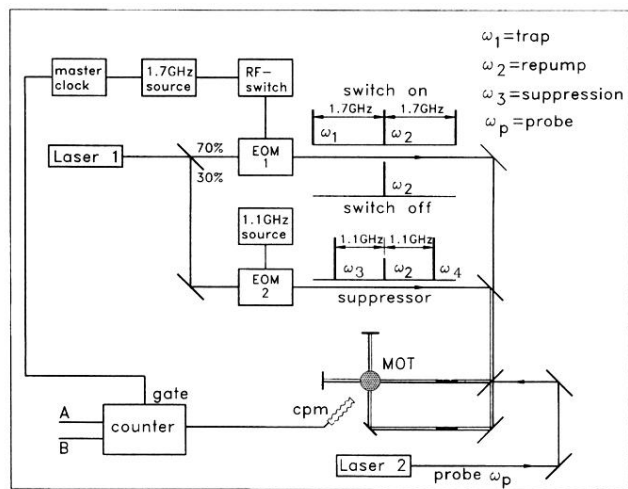 master
clock
1.7GHz
source
RF-
switch
ω1=trap
ω2=repump
ω3=suppression
ωp=probe
switch on
1.7GHz
1.7GHz
ω1
ω2
Laser 1
70%
30%
EOM
1
ω2
switch off
1.1GHz
source
1.1GHz
1.1GHz
ω3
ω2
ω4
EOM
2
suppressor
MOT
gate
cpm
A
B
counter
Laser 2
probe ωp